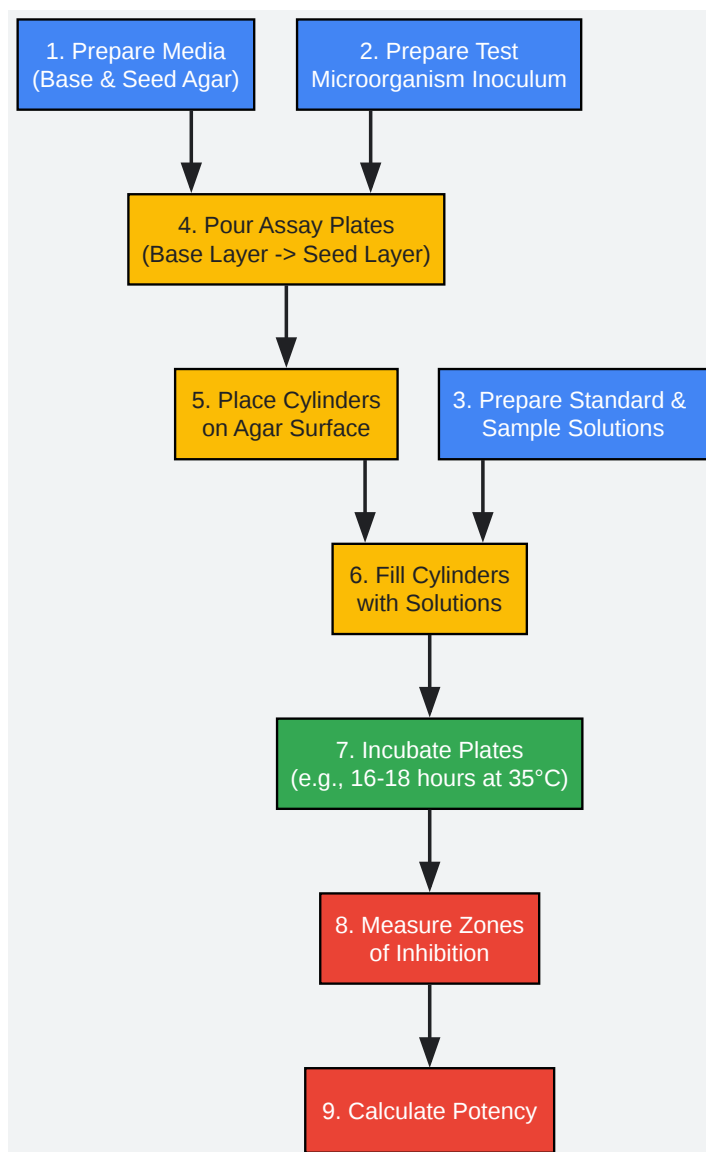 1. Prepare Media
(Base & Seed Agar)
2. Prepare Test
Microorganism Inoculum
4. Pour Assay Plates
(Base Layer -> Seed Layer)
5. Place Cylinders
on Agar Surface
3. Prepare Standard &
Sample Solutions
6. Fill Cylinders
with Solutions
7. Incubate Plates
(e.g., 16-18 hours at 35°C)
8. Measure Zones
of Inhibition
9. Calculate Potency